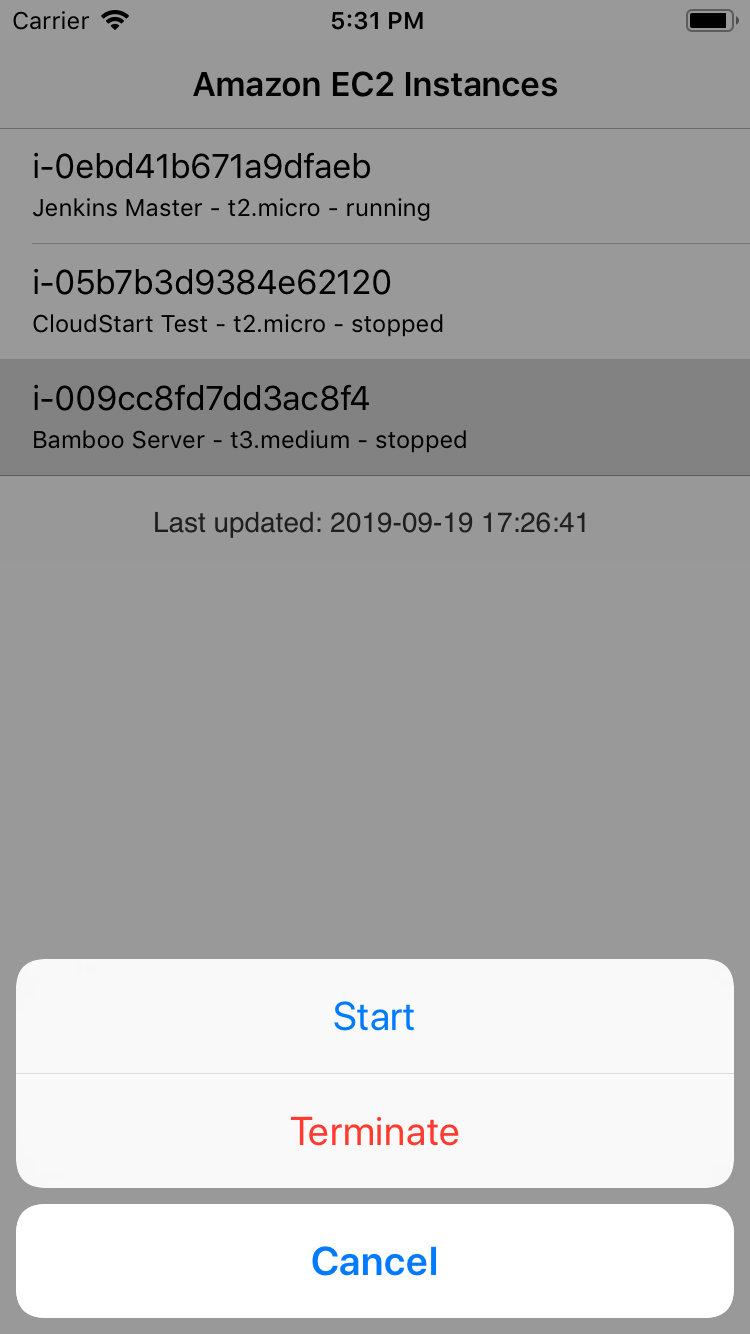 Carrier 5:31 PM
Amazon EC2 Instances
i-0ebd41b671a9dfaeb
Jenkins Master - t2.micro - running
i-05b7b3d9384e62120
CloudStart Test - t2.micro - stopped
i-009cc8fd7dd3ac8f4
Bamboo Server - t3.medium - stopped
Last updated: 2019-09-19 17:26:41
Start
Terminate
Cancel